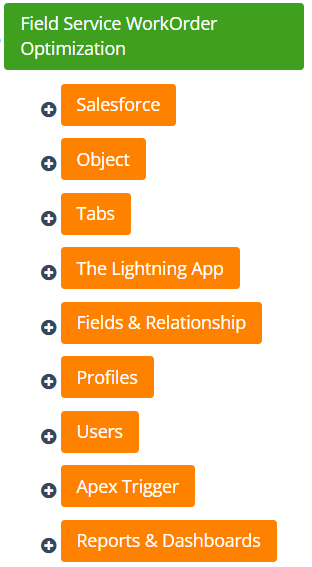 Field Service WorkOrder
Optimization
Salesforce
Object
Tabs
The Lightning App
Fields & Relationship
Profiles
Users
Apex Trigger
Reports & Dashboards